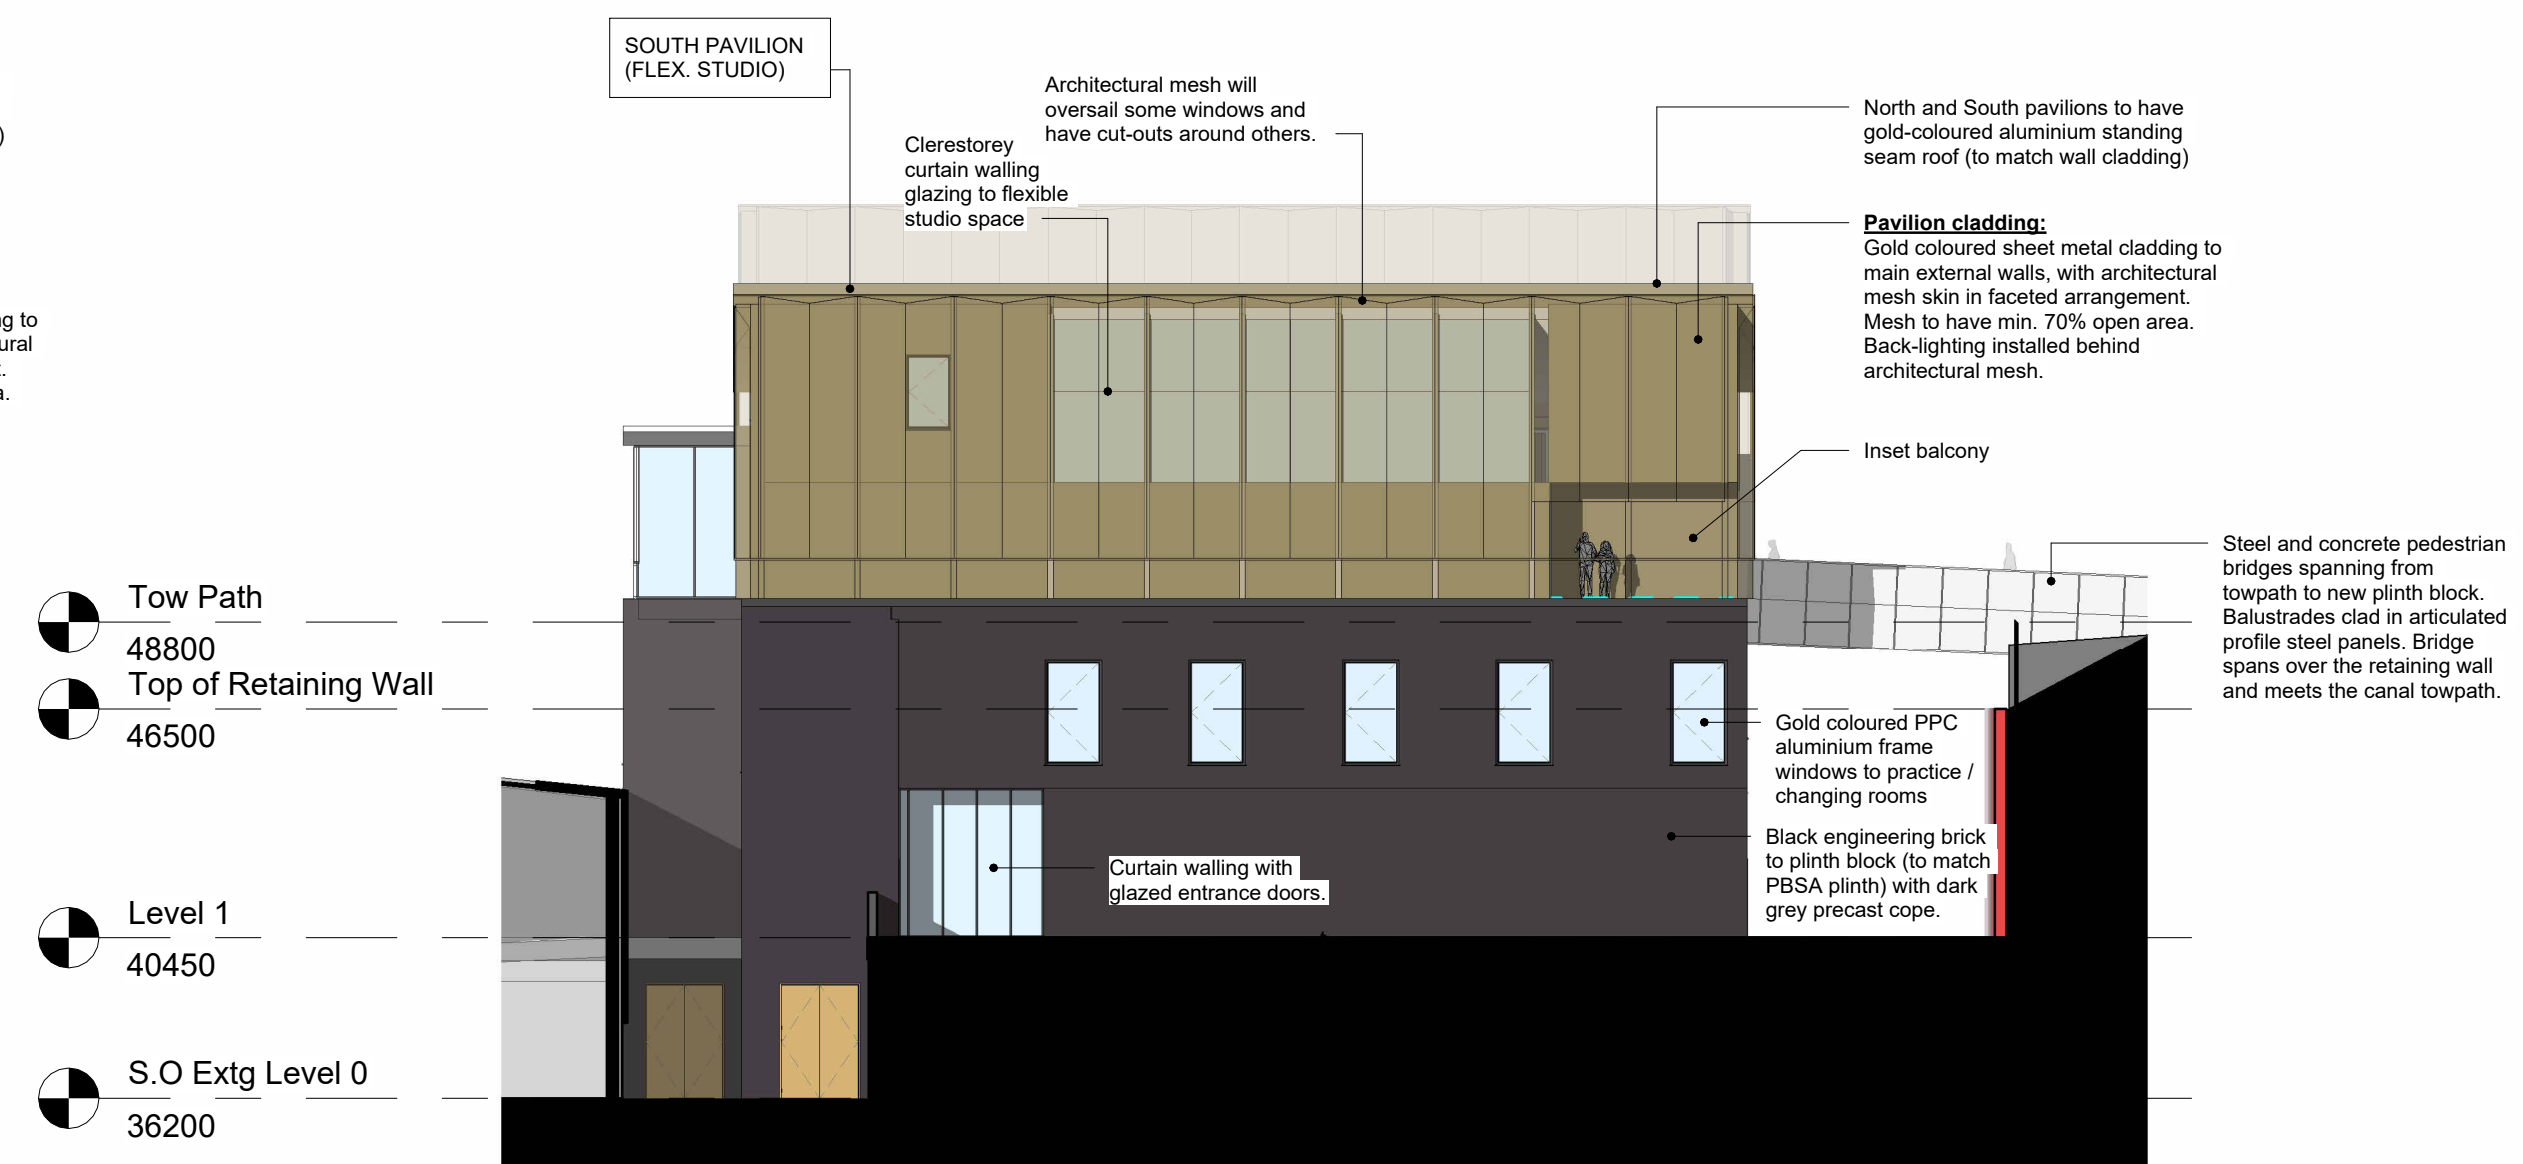 SOUTH PAVILION
(FLEX. STUDIO)
Architectural mesh will
oversail some windows and
have cut-outs around others.
Clerestorey
curtain walling
glazing to flexible
studio space
North and South pavilions to have
gold-coloured aluminium standing
seam roof (to match wall cladding)
Pavilion cladding:
Gold coloured sheet metal cladding to
main external walls, with architectural
mesh skin in faceted arrangement.
Mesh to have min. 70% open area.
Back-lighting installed behind
architectural mesh.
Inset balcony
Steel and concrete pedestrian
bridges spanning from
towpath to new plinth block.
Balustrades clad in articulated
profile steel panels. Bridge
spans over the retaining wall
and meets the canal towpath.
Tow Path
48800
Top of Retaining Wall
46500
Gold coloured PPC
aluminium frame
windows to practice /
changing rooms
Black engineering brick
to plinth block (to match
PBSA plinth) with dark
grey precast cope.
Curtain walling with
glazed entrance doors.
Level 1
40450
S.O Extg Level 0
36200